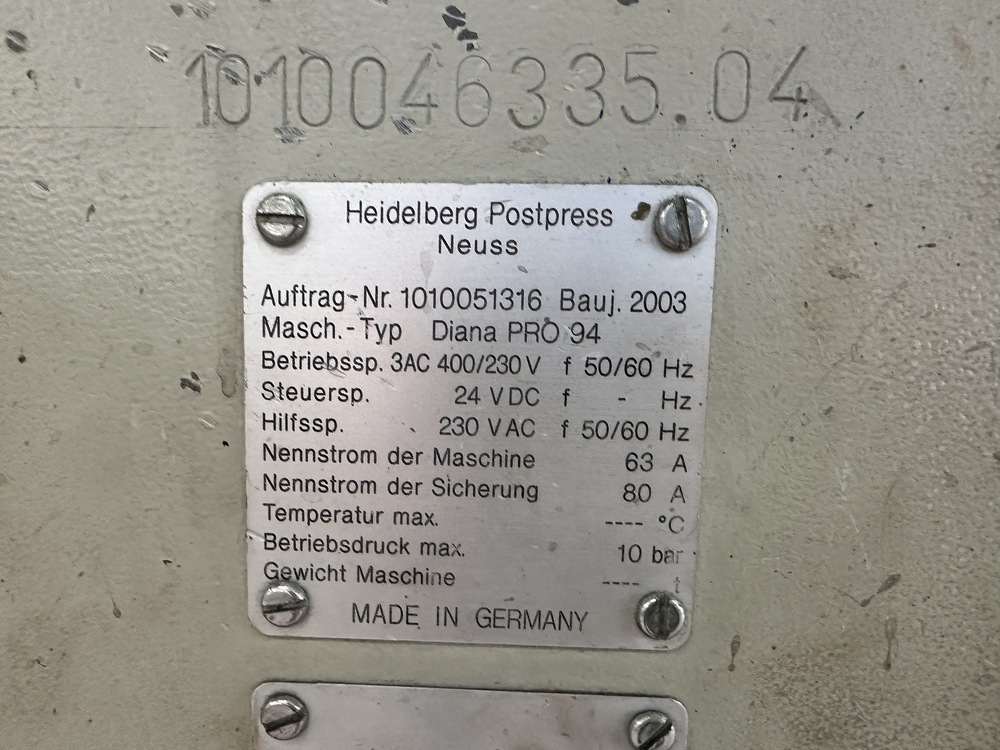 1010046335.04
Heidelberg Postpress
Neuss
Auftrag-Nr. 1010051316 Bauj. 2003
Masch.-Typ Diana PRO 94
Betriebssp. 3AC 400/230 V f 50/60 Hz
Steuersp. 24 VDC f - Hz
Hilfssp. 230 VAC f 50/60 Hz
Nennstrom der Maschine 63 A
Nennstrom der Sicherung 80 A
Temperatur max. ---- °C
Betriebsdruck max. 10 bar
Gewicht Maschine ---- t
MADE IN GERMANY